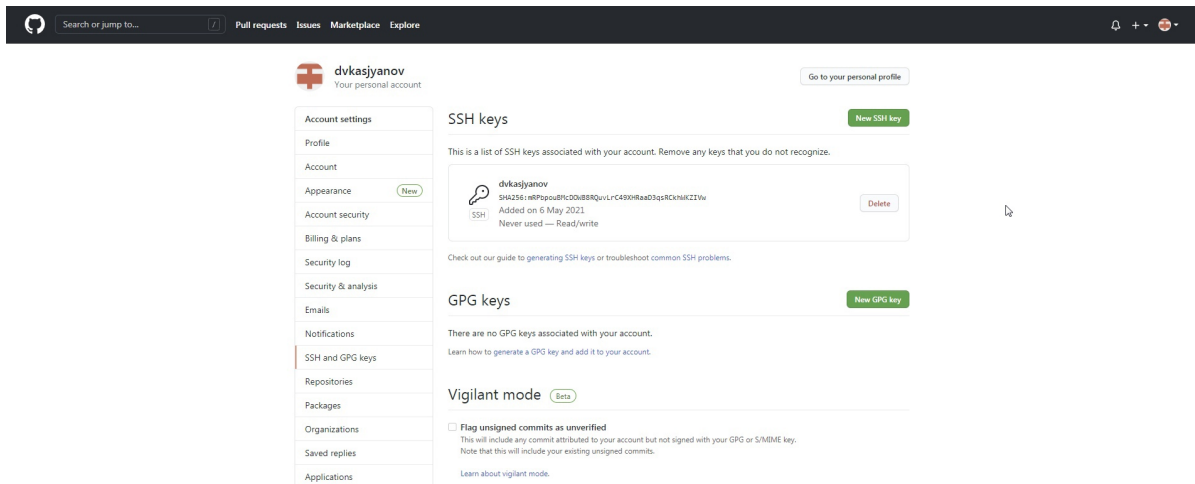 Search or jump to... /
Pull requests Issues Marketplace Explore
dvkasjyanov
Your personal account
Go to your personal profile
Account settings
Profile
Account
Appearance New
Account security
Billing & plans
Security log
Security & analysis
Emails
Notifications
SSH and GPG keys
Repositories
Packages
Organizations
Saved replies
Applications
SSH keys
New SSH key
This is a list of SSH keys associated with your account. Remove any keys that you do not recognize.
SSH
dvkasjyanov
Added on 6 May 2021
Never used — Read/write
Delete
Check out our guide to generating SSH keys or troubleshoot common SSH problems.
GPG keys
New GPG key
There are no GPG keys associated with your account.
Learn how to generate a GPG key and add it to your account.
Vigilant mode Beta
Flag unsigned commits as unverified
This will include any commit attributed to your account but not signed with your GPG or S/MIME key.
Note that this will include your existing unsigned commits.
Learn about vigilant mode.